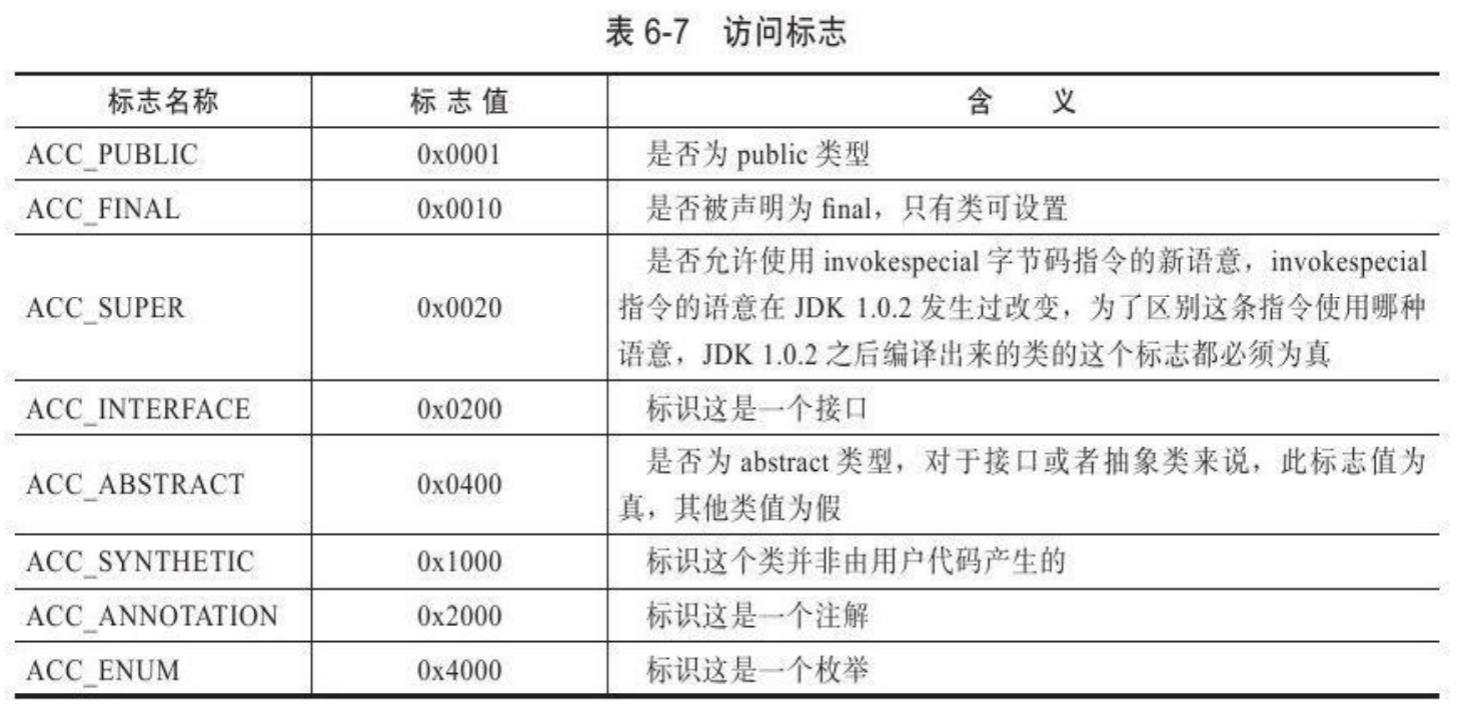 表 6-7 访问标志
标志名称 标 志 值 含 义
ACC_PUBLIC 0x0001 是否为 public 类型
ACC_FINAL 0x0010 是否被声明为 final，只有类可设置
ACC_SUPER 0x0020 是否允许使用 invokespecial 字节码指令的新语意，invokespecial
指令的语意在 JDK 1.0.2 发生过改变，为了区别这条指令使用哪种
语意，JDK 1.0.2 之后编译出来的类的这个标志都必须为真
ACC_INTERFACE 0x0200 标识这是一个接口
ACC_ABSTRACT 0x0400 是否为 abstract 类型，对于接口或者抽象类来说，此标志值为
真，其他类值为假
ACC_SYNTHETIC 0x1000 标识这个类并非由用户代码产生的
ACC_ANNOTATION 0x2000 标识这是一个注解
ACC_ENUM 0x4000 标识这是一个枚举